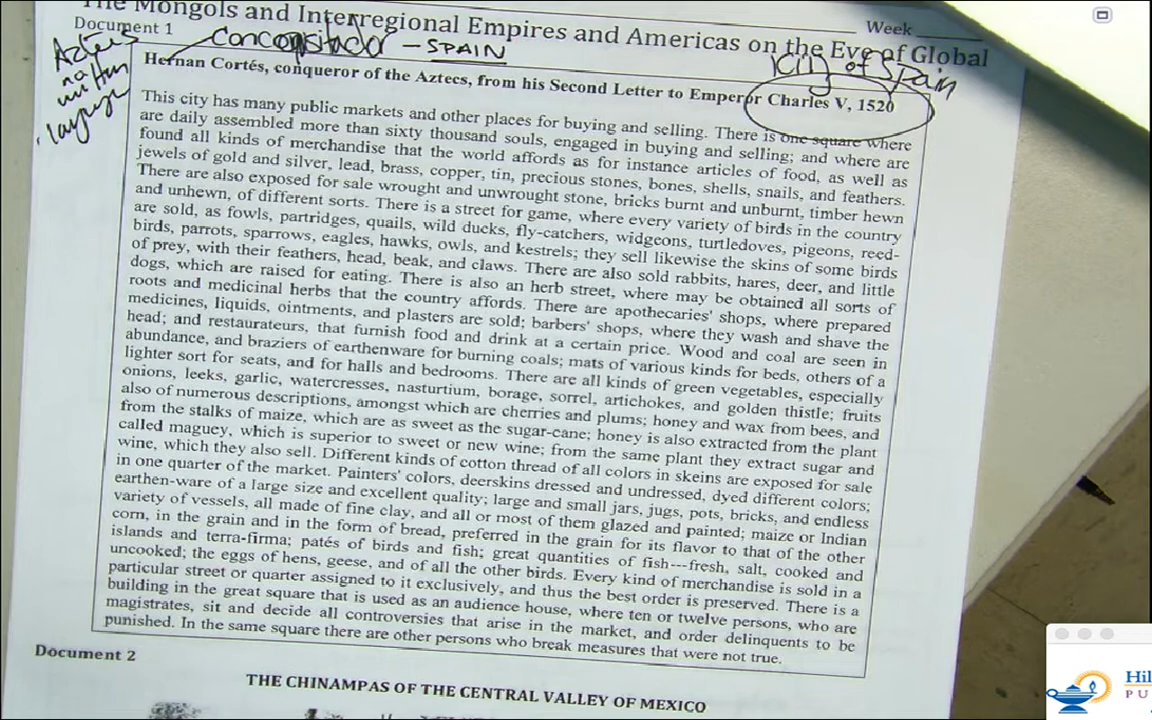 The Mongols and Interregional Empires and Americas on the Eve of Global
Week
Document 1
concqsitador - SPAIN
King of Spain
Aztecs
no
written
language
Hernan Cortés, conqueror of the Aztecs, from his Second Letter to Emperor Charles V, 1520
This city has many public markets and other places for buying and selling. There is one square where
are daily assembled more than sixty thousand souls, engaged in buying and selling; and where are
found all kinds of merchandise that the world affords as for instance articles of food, as well as
jewels of gold and silver, lead, brass, copper, tin, precious stones, bones, shells, snails, and feathers.
There are also exposed for sale wrought and unwrought stone, bricks burnt and unburnt, timber hewn
and unhewn, of different sorts. There is a street for game, where every variety of birds in the country
are sold, as fowls, partridges, quails, wild ducks, fly-catchers, widgeons, turtledoves, pigeons, reed-
birds, parrots, sparrows, eagles, hawks, owls, and kestrels; they sell likewise the skins of some birds
of prey, with their feathers, head, beak, and claws. There are also sold rabbits, hares, deer, and little
dogs, which are raised for eating. There is also an herb street, where may be obtained all sorts of
roots and medicinal herbs that the country affords. There are apothecaries' shops, where prepared
medicines, liquids, ointments, and plasters are sold; barbers' shops, where they wash and shave the
head; and restaurateurs, that furnish food and drink at a certain price. Wood and coal are seen in
abundance, and braziers of earthenware for burning coals; mats of various kinds for beds, others of a
lighter sort for seats, and for halls and bedrooms. There are all kinds of green vegetables, especially
onions, leeks, garlic, watercresses, nasturtium, borage, sorrel, artichokes, and golden thistle; fruits
also of numerous descriptions, amongst which are cherries and plums; honey and wax from bees, and
from the stalks of maize, which are as sweet as the sugar-cane; honey is also extracted from the plant
called maguey, which is superior to sweet or new wine; from the same plant they extract sugar and
wine, which they also sell. Different kinds of cotton thread of all colors in skeins are exposed for sale
in one quarter of the market. Painters' colors, deerskins dressed and undressed, dyed different colors;
earthen-ware of a large size and excellent quality; large and small jars, jugs, pots, bricks, and endless
variety of vessels, all made of fine clay, and all or most of them glazed and painted; maize or Indian
corn, in the grain and in the form of bread, preferred in the grain for its flavor to that of the other
islands and terra-firma; patés of birds and fish; great quantities of fish---fresh, salt, cooked and
uncooked; the eggs of hens, geese, and of all the other birds. Every kind of merchandise is sold in a
particular street or quarter assigned to it exclusively, and thus the best order is preserved. There is a
building in the great square that is used as an audience house, where ten or twelve persons, who are
magistrates, sit and decide all controversies that arise in the market, and order delinquents to be
punished. In the same square there are other persons who break measures that were not true.
Document 2
THE CHINAMPAS OF THE CENTRAL VALLEY OF MEXICO
Hil
PU